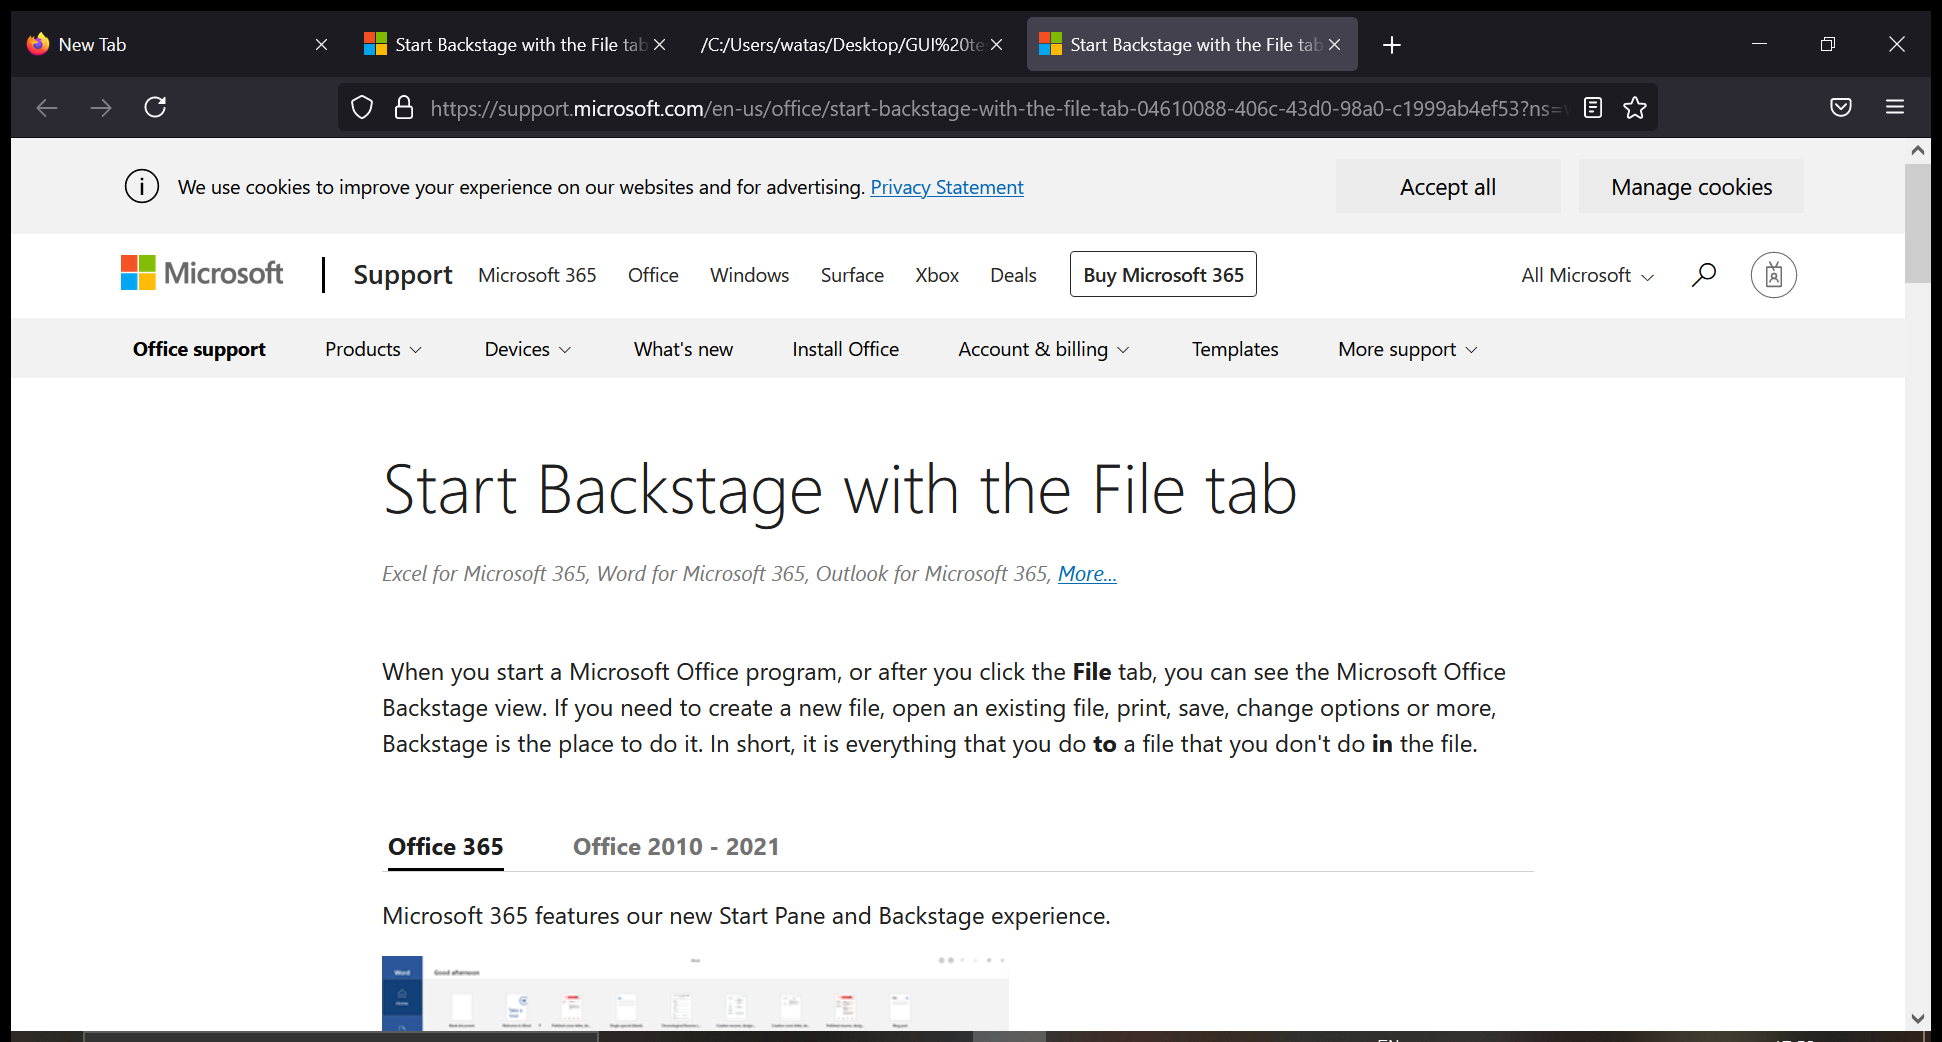 New Tab
Start Backstage with the File tab
/C:/Users/watas/Desktop/GUI%20te
Start Backstage with the File tab
https://support.microsoft.com/en-us/office/start-backstage-with-the-file-tab-04610088-406c-43d0-98a0-c1999ab4ef53?ns=
We use cookies to improve your experience on our websites and for advertising. Privacy Statement
Accept all
Manage cookies
Microsoft
Support
Microsoft 365
Office
Windows
Surface
Xbox
Deals
Buy Microsoft 365
All Microsoft
Office support
Products
Devices
What's new
Install Office
Account & billing
Templates
More support
Start Backstage with the File tab
Excel for Microsoft 365, Word for Microsoft 365, Outlook for Microsoft 365, More...
When you start a Microsoft Office program, or after you click the File tab, you can see the Microsoft Office
Backstage view. If you need to create a new file, open an existing file, print, save, change options or more,
Backstage is the place to do it. In short, it is everything that you do to a file that you don't do in the file.
Office 365
Office 2010 - 2021
Microsoft 365 features our new Start Pane and Backstage experience.
Word
Good afternoon
Home